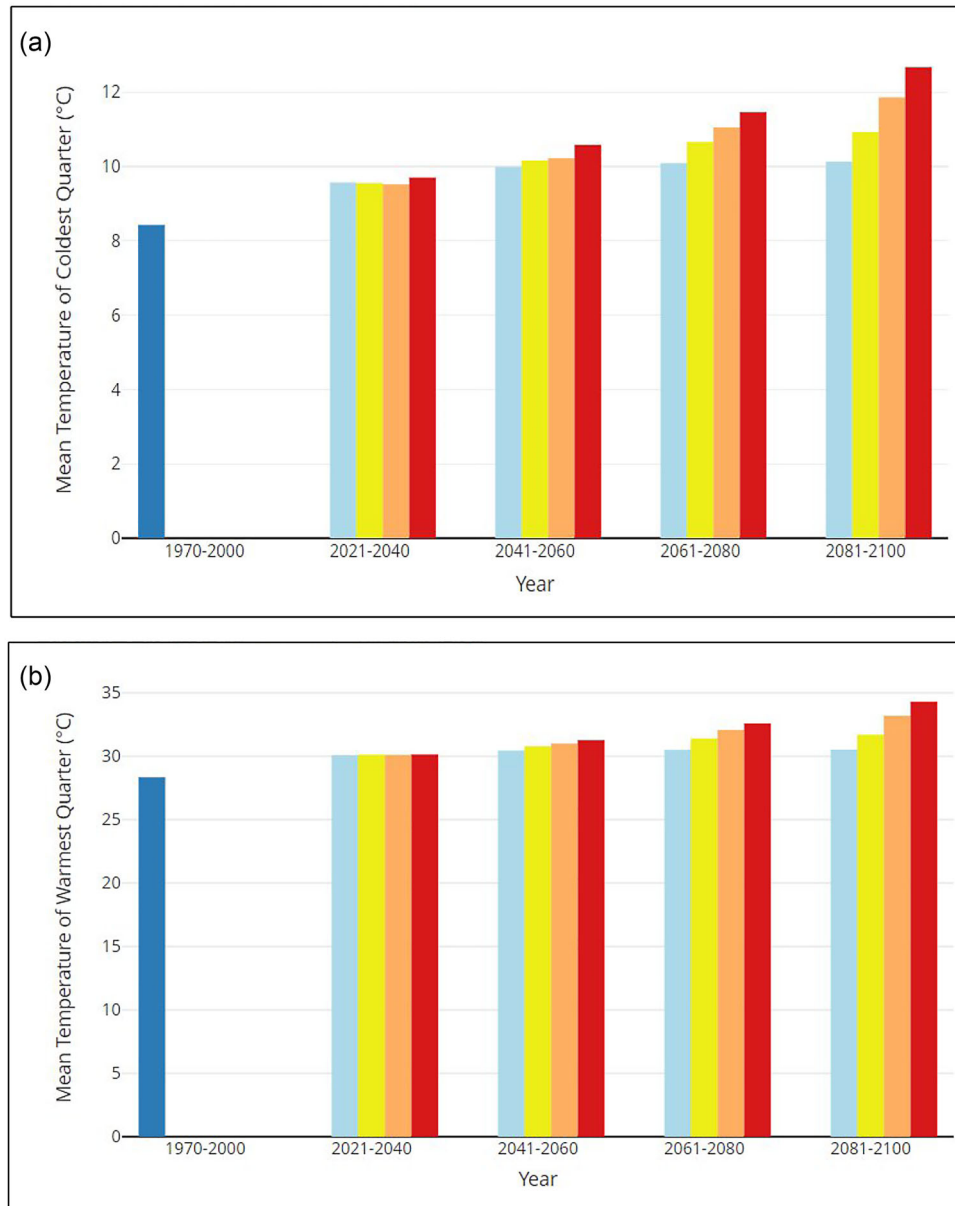 (a)
Mean Temperature of Coldest Quarter (°C)
12
10
8
6
4
2
0
1970-2000 2021-2040 2041-2060 2061-2080 2081-2100
Year
(b)
Mean Temperature of Warmest Quarter (°C)
35
30
25
20
15
10
5
0
1970-2000 2021-2040 2041-2060 2061-2080 2081-2100
Year